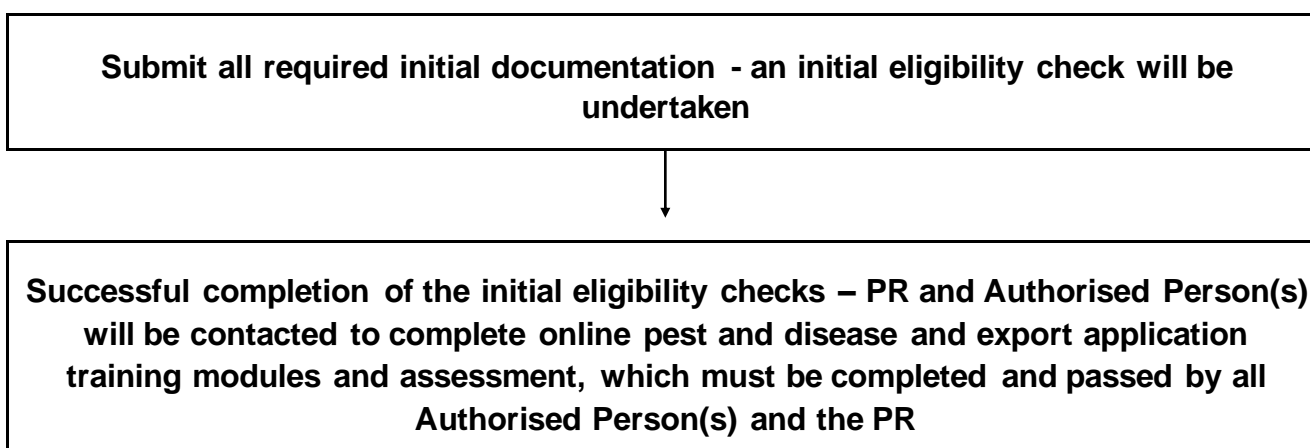 Submit all required initial documentation - an initial eligibility check will be
undertaken
Successful completion of the initial eligibility checks – PR and Authorised Person(s)
will be contacted to complete online pest and disease and export application
training modules and assessment, which must be completed and passed by all
Authorised Person(s) and the PR